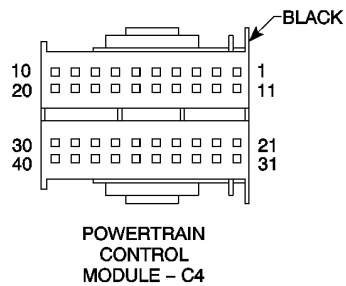 BLACK
10 1
20 11
30 21
40 31
POWERTRAIN
CONTROL
MODULE – C4